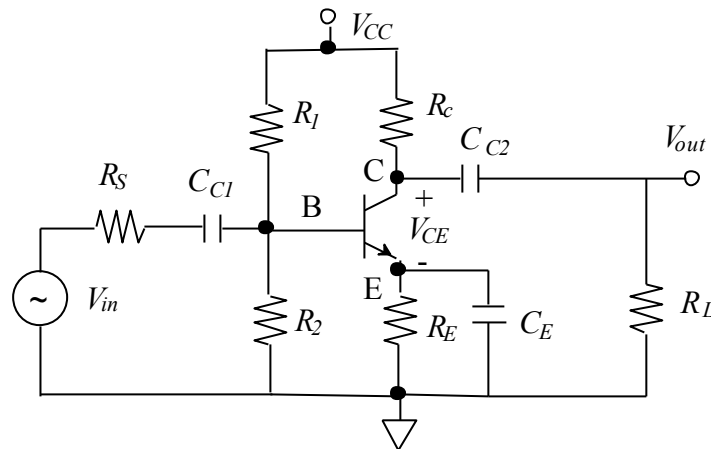 V_CC
R_1
R_c
C_C2
V_out
R_S
C_C1
C
B
+
V_CE
-
E
~
V_in
R_2
R_E
C_E
R_L